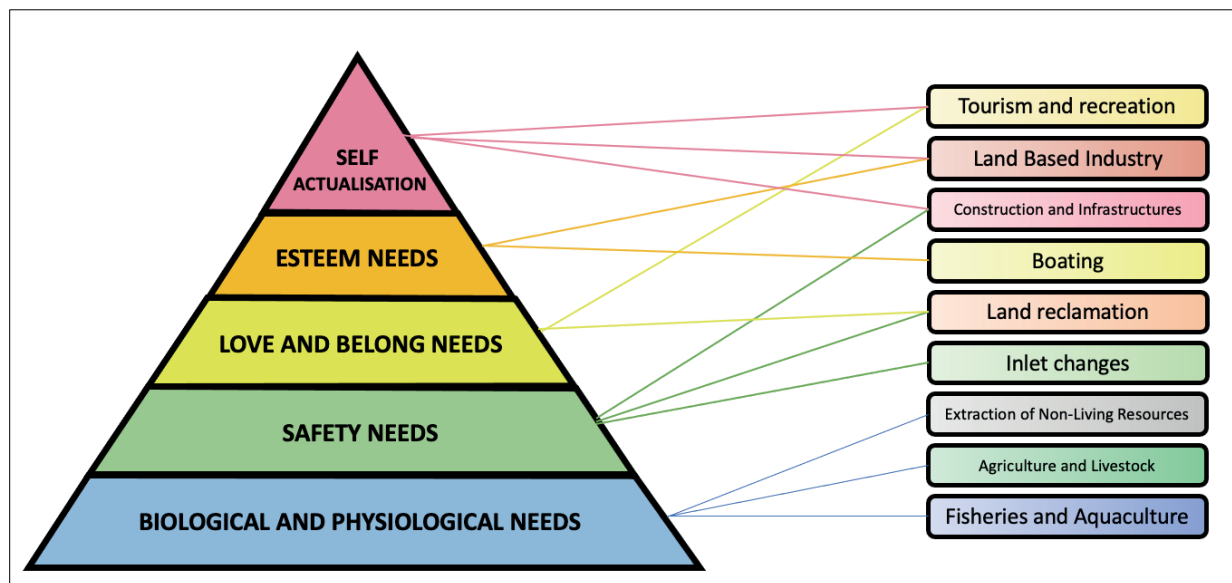 SELF
ACTUALISATION
ESTEEM NEEDS
LOVE AND BELONG NEEDS
SAFETY NEEDS
BIOLOGICAL AND PHYSIOLOGICAL NEEDS
Tourism and recreation
Land Based Industry
Construction and Infrastructures
Boating
Land reclamation
Inlet changes
Extraction of Non-Living Resources
Agriculture and Livestock
Fisheries and Aquaculture